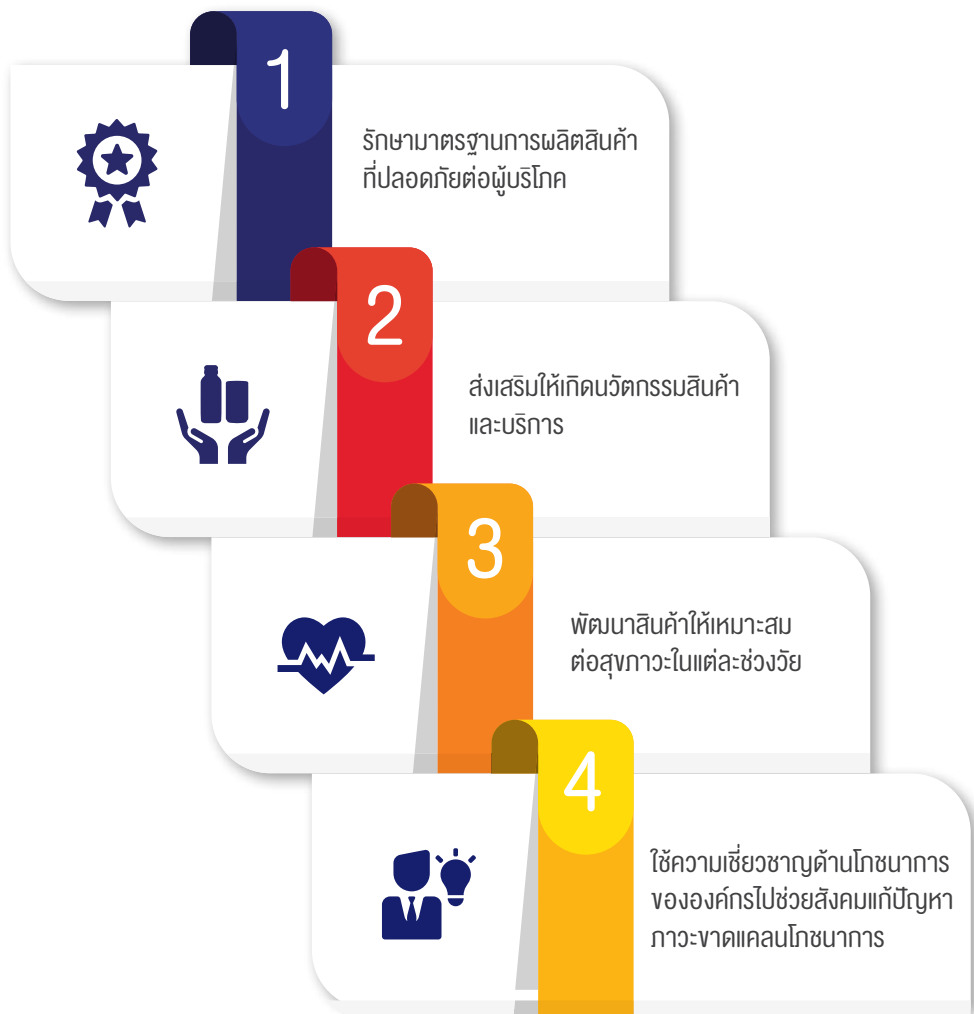 1
รักษามาตรฐานการผลิตสินค้า
ที่ปลอดภัยต่อผู้บริโภค
2
ส่งเสริมให้เกิดนวัตกรรมสินค้า
และบริการ
3
พัฒนาสินค้าให้เหมาะสม
ต่อสุขภาวะในแต่ละช่วงวัย
4
ใช้ความเชี่ยวชาญด้านโภชนาการ
ขององค์กรไปช่วยสังคมแก้ปัญหา
ภาวะขาดแคลนโภชนาการ